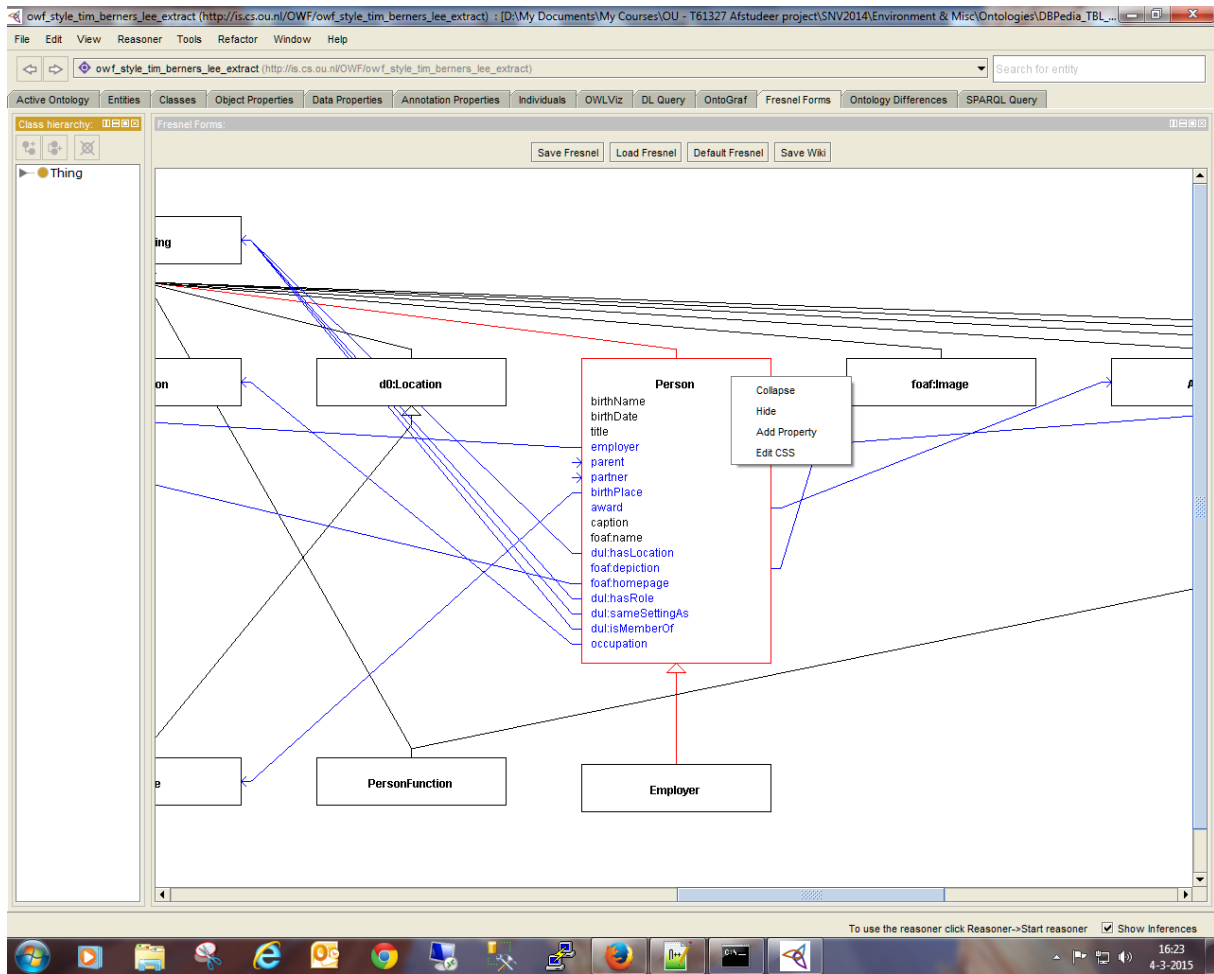 owf_style_tim_berners_lee_extract (http://is.cs.ou.nl/OWF/owf_style_tim_berners_lee_extract) : [D:\My Documents\My Courses\OU - T61327 Afstudeer project\SNV2014\Environment & Misc\Ontologies\DBPedia_TBL_...
File Edit View Reasoner Tools Refactor Window Help
owf_style_tim_berners_lee_extract (http://is.cs.ou.nl/OWF/owf_style_tim_berners_lee_extract)
Search for entity
Active Ontology Entities Classes Object Properties Data Properties Annotation Properties Individuals OWLViz DL Query OntoGraf Fresnel Forms Ontology Differences SPARQL Query
Class hierarchy:
Fresnel Forms:
Save Fresnel Load Fresnel Default Fresnel Save Wiki
Thing
ing
on
d0:Location
Person
birthName
birthDate
title
employer
parent
partner
birthPlace
award
caption
foaf:name
dul:hasLocation
foaf:depiction
foaf:homepage
dul:hasRole
dul:sameSettingAs
dul:isMemberOf
occupation
Collapse
Hide
Add Property
Edit CSS
foaf:Image
A
e
PersonFunction
Employer
To use the reasoner click Reasoner->Start reasoner Show Inferences
16:23
4-3-2015